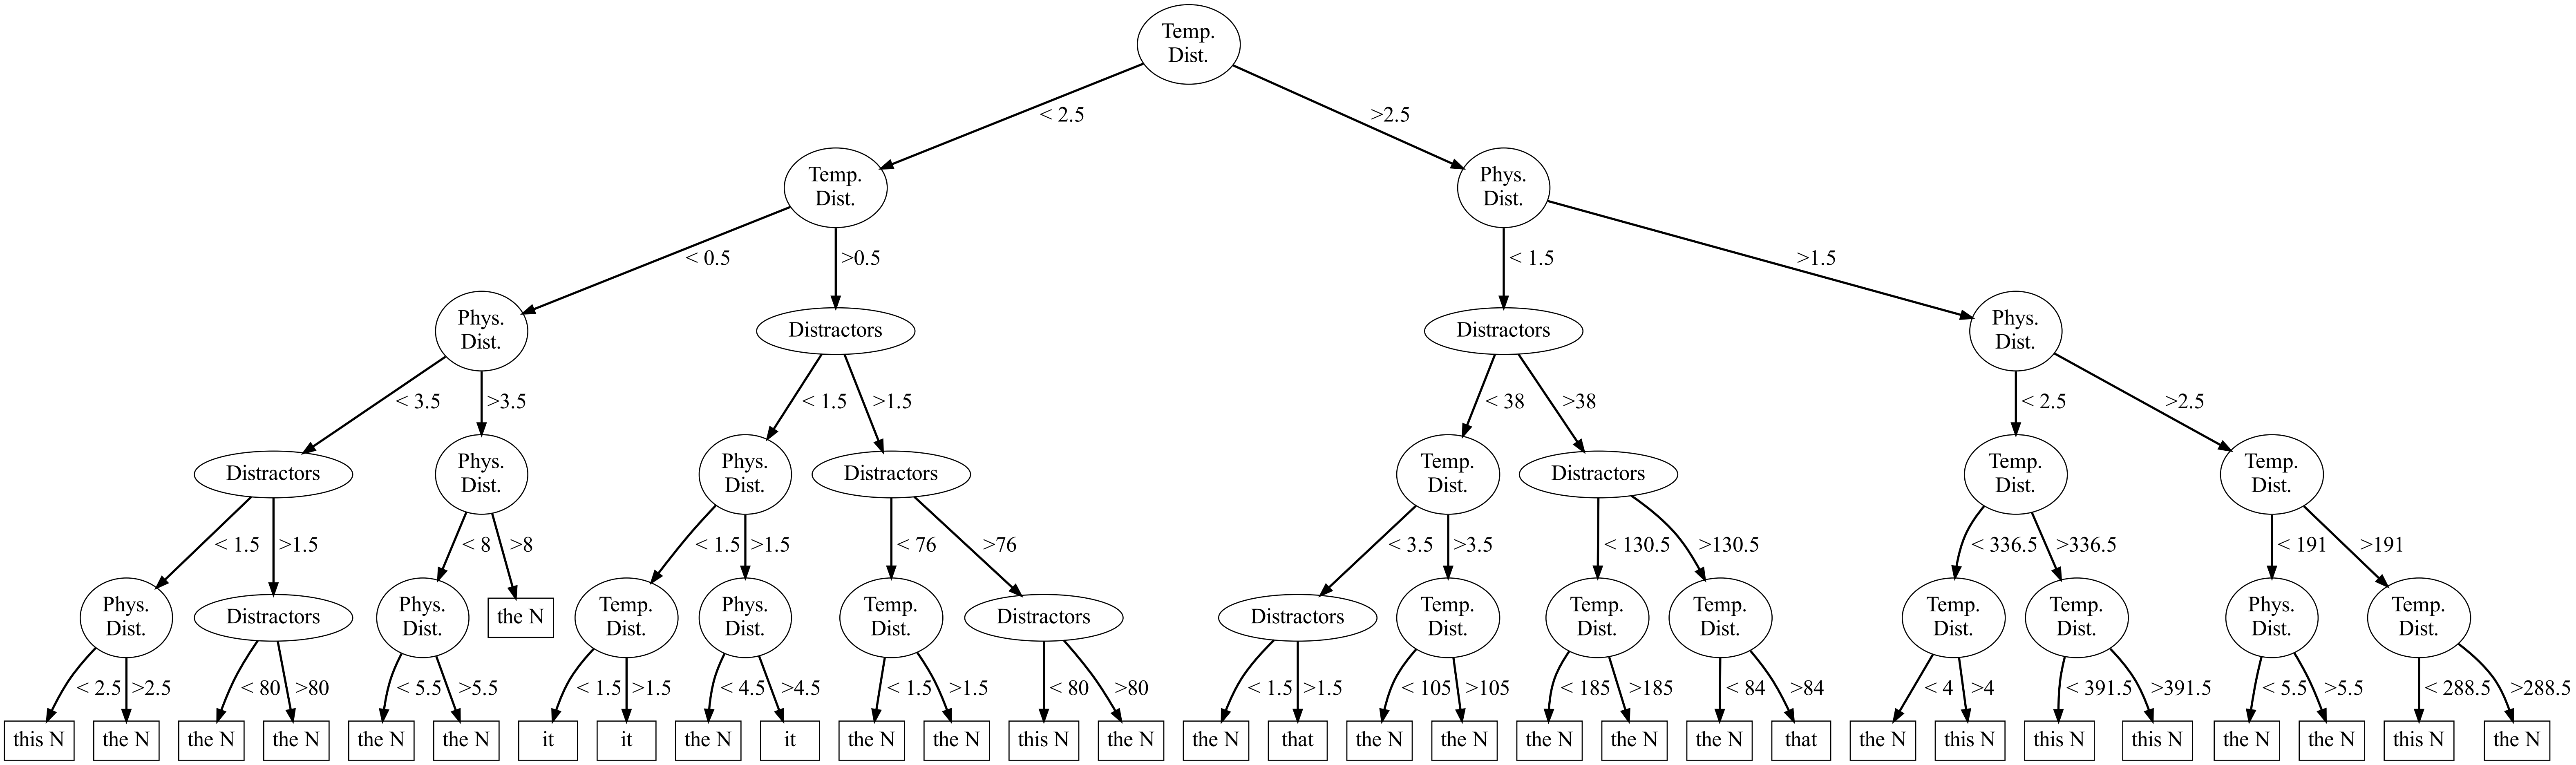 Temp.
Dist.
< 2.5
>2.5
Temp.
Dist.
Phys.
Dist.
< 0.5
>0.5
< 1.5
>1.5
Phys.
Dist.
Distractors
Distractors
Phys.
Dist.
< 3.5
>3.5
< 1.5
>1.5
< 38
>38
< 2.5
>2.5
Distractors
Phys.
Dist.
Phys.
Dist.
Distractors
Temp.
Dist.
Distractors
Temp.
Dist.
Temp.
Dist.
< 1.5
>1.5
< 8
>8
< 1.5
>1.5
< 76
>76
< 3.5
>3.5
< 130.5
>130.5
< 336.5
>336.5
< 191
>191
Phys.
Dist.
Distractors
Phys.
Dist.
the N
Temp.
Dist.
Phys.
Dist.
Temp.
Dist.
Distractors
Distractors
Temp.
Dist.
Temp.
Dist.
Temp.
Dist.
Temp.
Dist.
Temp.
Dist.
Phys.
Dist.
Temp.
Dist.
< 2.5
>2.5
< 80
>80
< 5.5
>5.5
< 1.5
>1.5
< 4.5
>4.5
< 1.5
>1.5
< 80
>80
< 1.5
>1.5
< 105
>105
< 185
>185
< 84
>84
< 4
>4
< 391.5
>391.5
< 5.5
>5.5
< 288.5
>288.5
this N
the N
the N
the N
the N
the N
it
it
the N
it
the N
the N
this N
the N
the N
that
the N
the N
the N
the N
the N
that
the N
this N
this N
this N
the N
the N
this N
the N